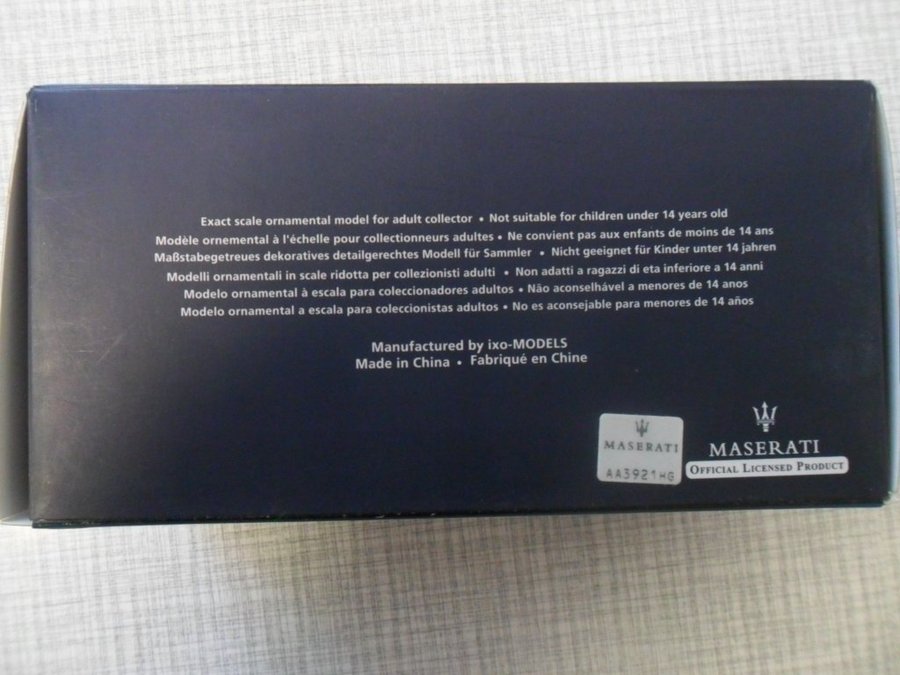 Exact scale ornamental model for adult collector • Not suitable for children under 14 years old
Modèle ornemental à l'échelle pour collectionneurs adultes • Ne convient pas aux enfants de moins de 14 ans
Maßstabegetreues dekoratives detailgerechtes Modell für Sammler • Nicht geeignet für Kinder unter 14 jahren
Modelli ornamentali in scale ridotta per collezionisti adulti • Non adatti a ragazzi di eta inferiore a 14 anni
Modelo ornamental à escala para coleccionadores adultos • Não aconselhável a menores de 14 anos
Modelo ornamental a escala para coleccionistas adultos • No es aconsejable para menores de 14 años
Manufactured by ixo-MODELS
Made in China • Fabriqué en Chine
MASERATI
AA3921HG
MASERATI
OFFICIAL LICENSED PRODUCT